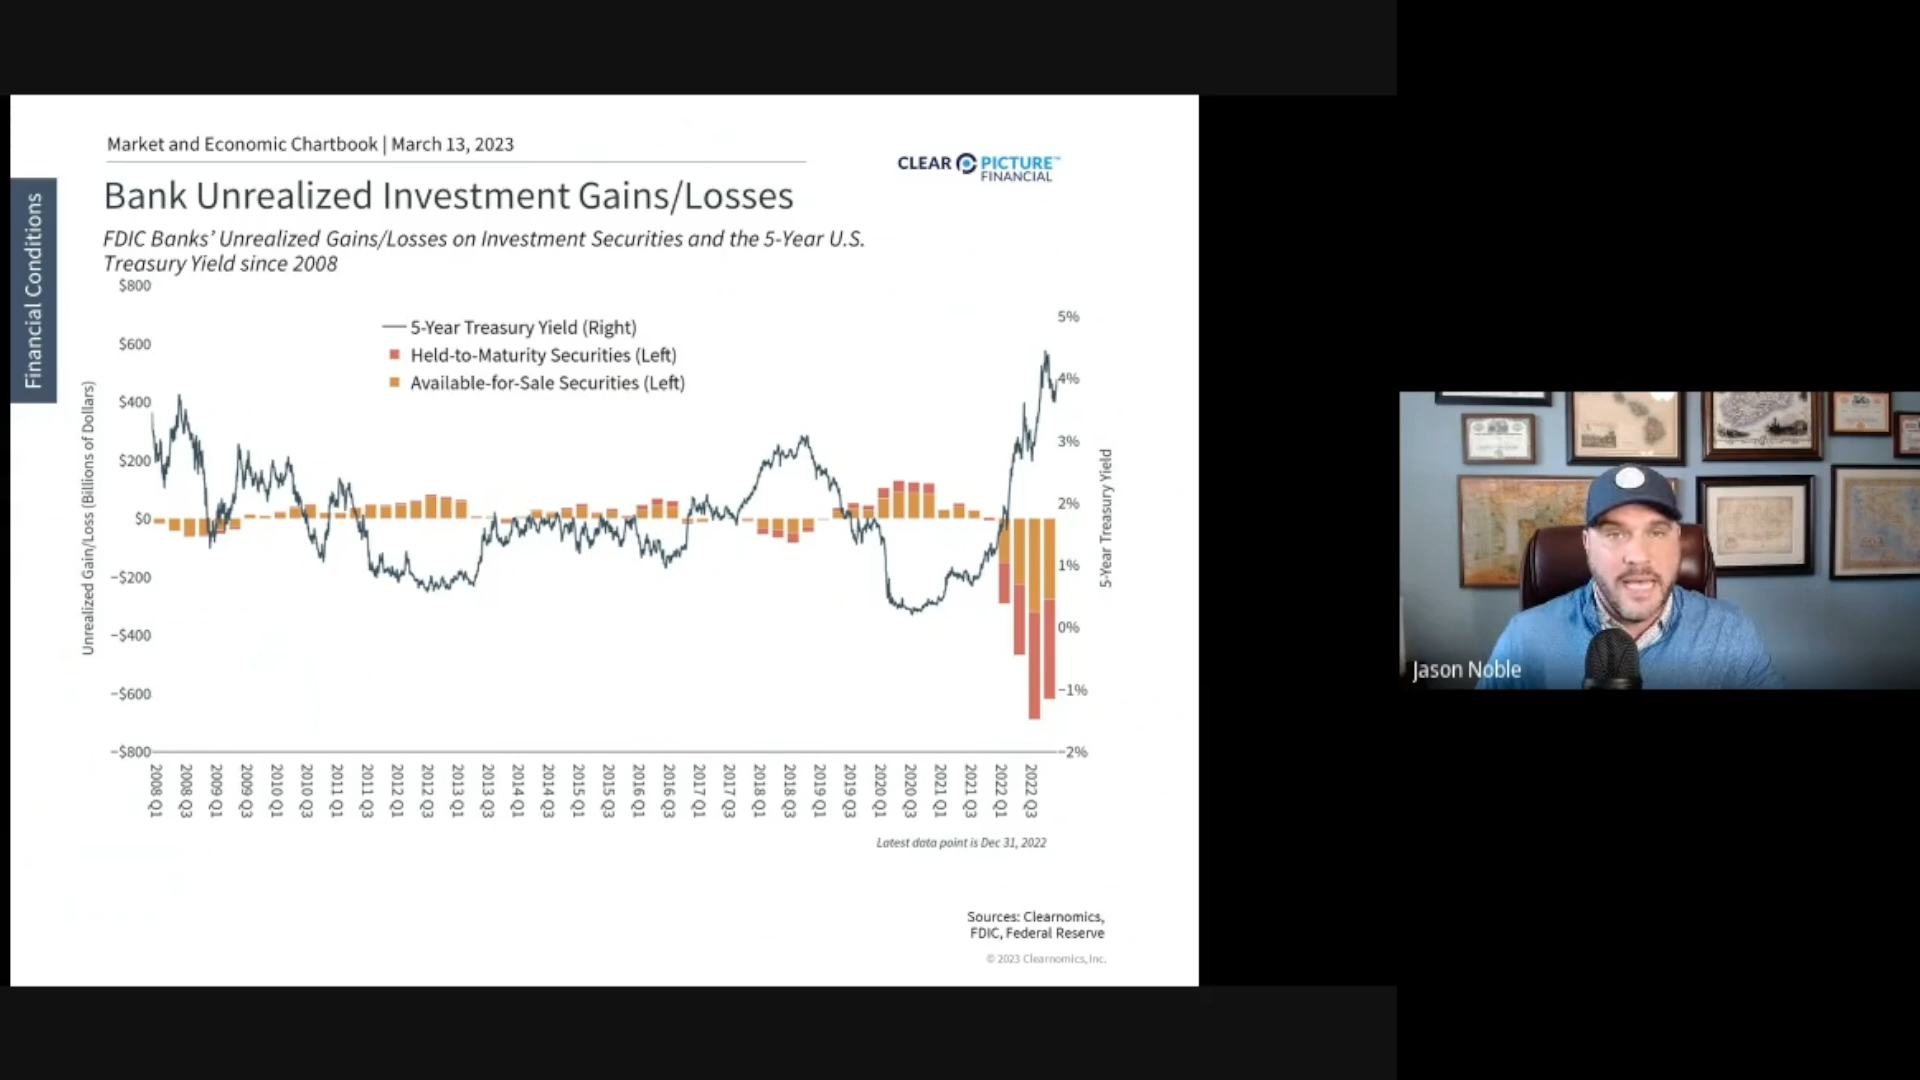 Market and Economic Chartbook | March 13, 2023
CLEAR PICTURE™
FINANCIAL
Financial Conditions
Bank Unrealized Investment Gains/Losses
FDIC Banks’ Unrealized Gains/Losses on Investment Securities and the 5-Year U.S.
Treasury Yield since 2008
Unrealized Gain/Loss (Billions of Dollars)
$800
$600
$400
$200
$0
−$200
−$400
−$600
−$800
5-Year Treasury Yield (Right)
Held-to-Maturity Securities (Left)
Available-for-Sale Securities (Left)
5%
4%
3%
2%
1%
0%
−1%
−2%
5-Year Treasury Yield
2008 Q1
2008 Q3
2009 Q1
2009 Q3
2010 Q1
2010 Q3
2011 Q1
2011 Q3
2012 Q1
2012 Q3
2013 Q1
2013 Q3
2014 Q1
2014 Q3
2015 Q1
2015 Q3
2016 Q1
2016 Q3
2017 Q1
2017 Q3
2018 Q1
2018 Q3
2019 Q1
2019 Q3
2020 Q1
2020 Q3
2021 Q1
2021 Q3
2022 Q1
2022 Q3
Latest data point is Dec 31, 2022
Sources: Clearnomics,
FDIC, Federal Reserve
© 2023 Clearnomics, Inc.
Jason Noble